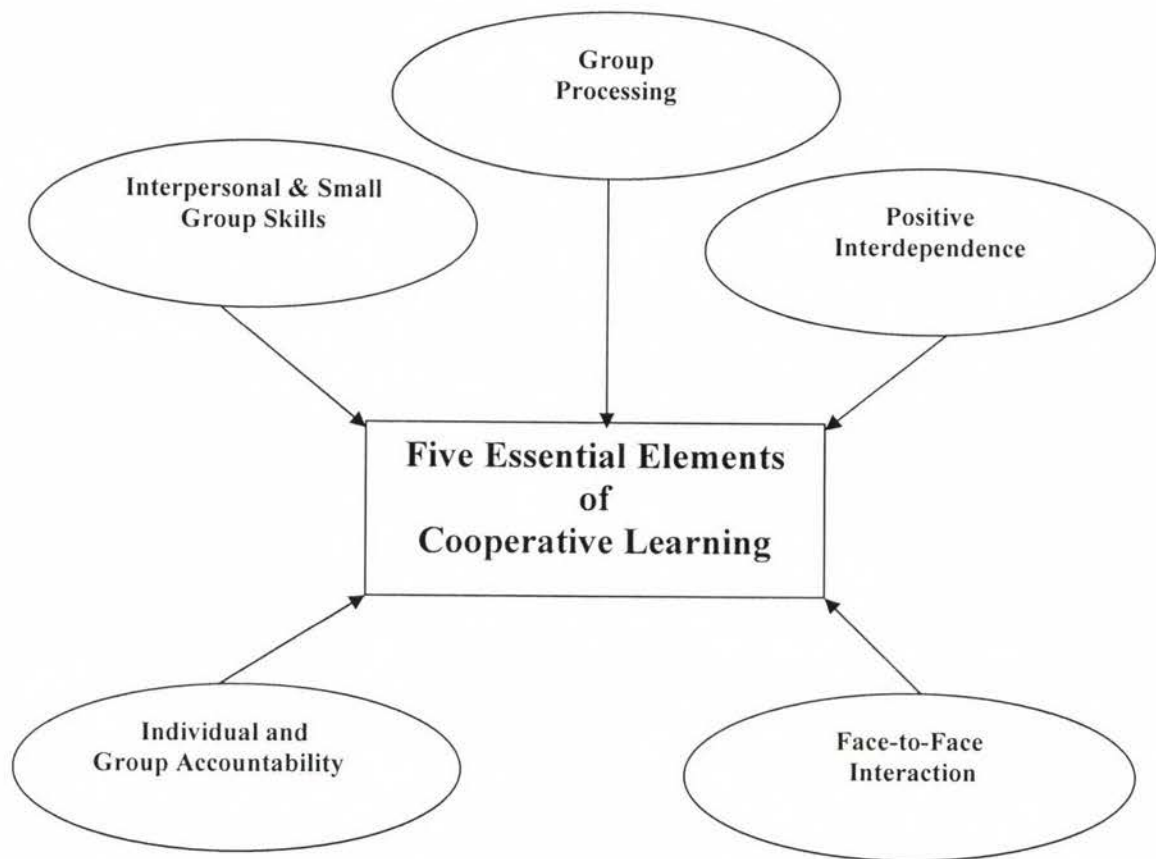 Group
Processing
Interpersonal & Small
Group Skills
Positive
Interdependence
Five Essential Elements
of
Cooperative Learning
Individual and
Group Accountability
Face-to-Face
Interaction